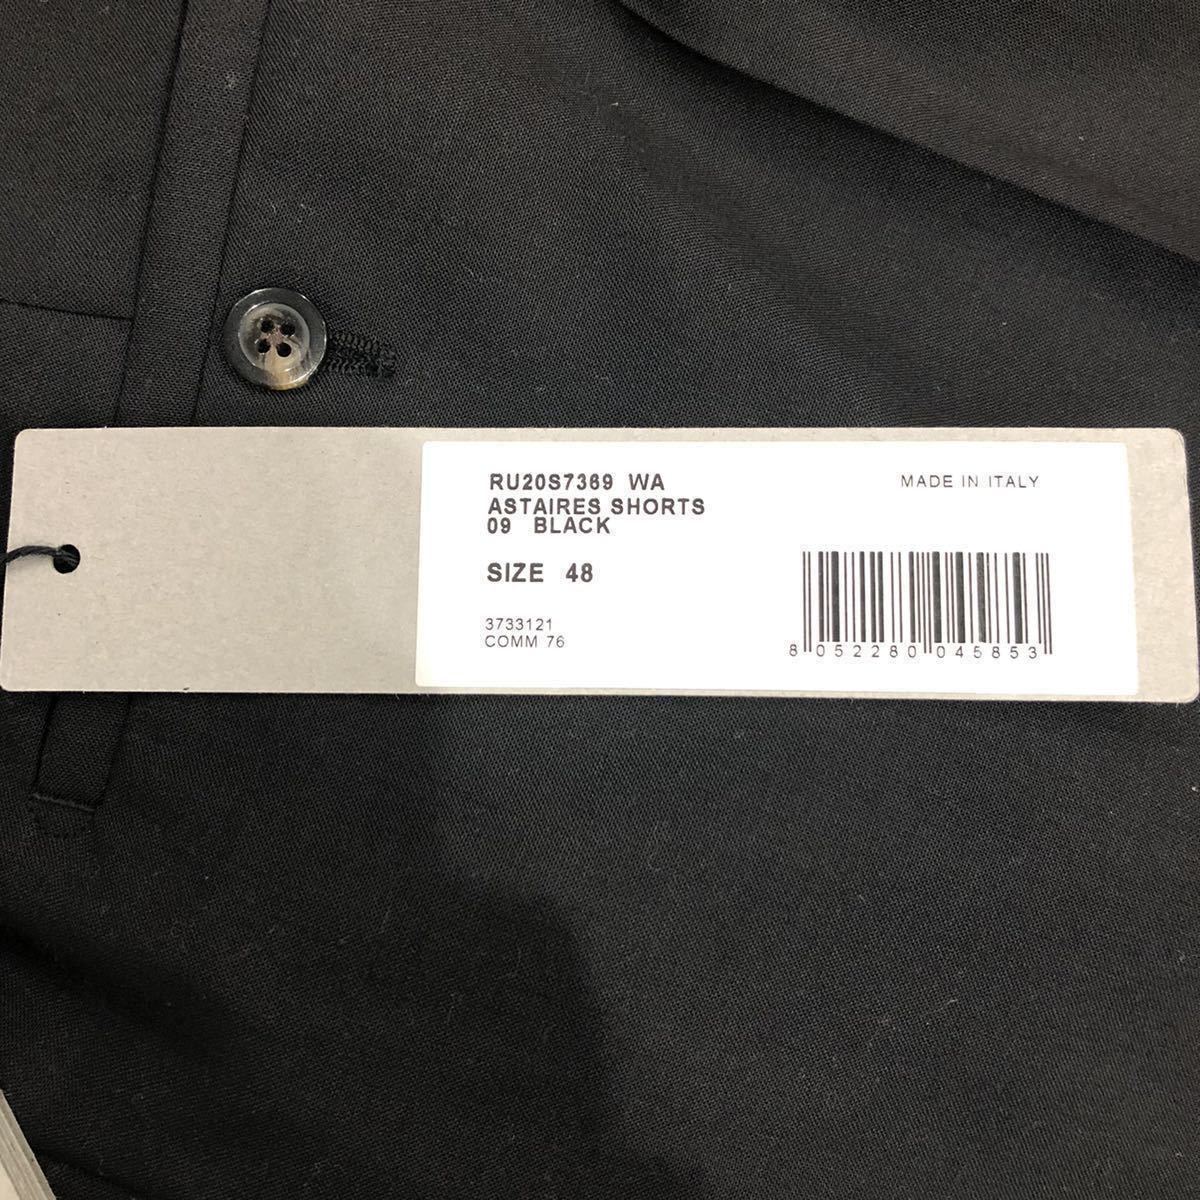 RU20S7369 WA
ASTAIRES SHORTS
09 BLACK
SIZE 48
3733121
COMM 76
MADE IN ITALY
8 052280 045853